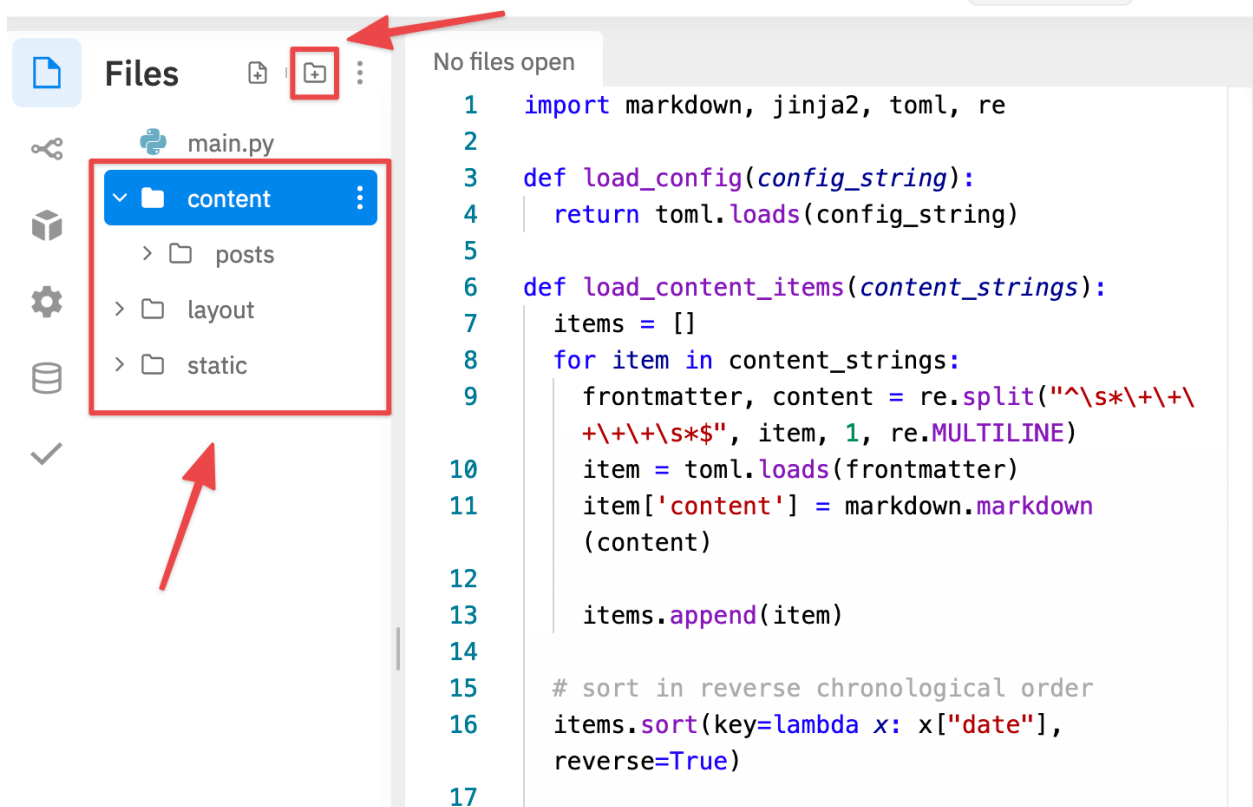 Files
main.py
content
posts
layout
static
No files open
1 import markdown, jinja2, toml, re
2
3 def load_config(config_string):
4 return toml.loads(config_string)
5
6 def load_content_items(content_strings):
7 items = []
8 for item in content_strings:
9 frontmatter, content = re.split("^\s*\+\+\
+\+\+\s*$", item, 1, re.MULTILINE)
10 item = toml.loads(frontmatter)
11 item['content'] = markdown.markdown
(content)
12
13 items.append(item)
14
15 # sort in reverse chronological order
16 items.sort(key=lambda x: x["date"],
reverse=True)
17